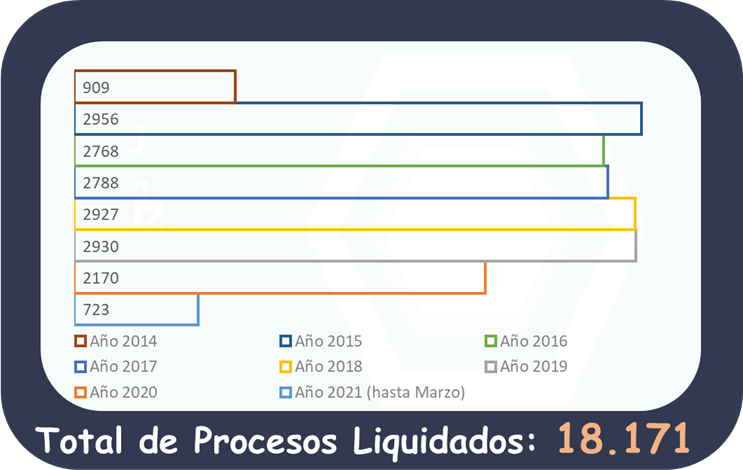 909
2956
2768
2788
2927
2930
2170
723
Año 2014 Año 2015 Año 2016
Año 2017 Año 2018 Año 2019
Año 2020 Año 2021 (hasta Marzo)
Total de Procesos Liquidados: 18.171